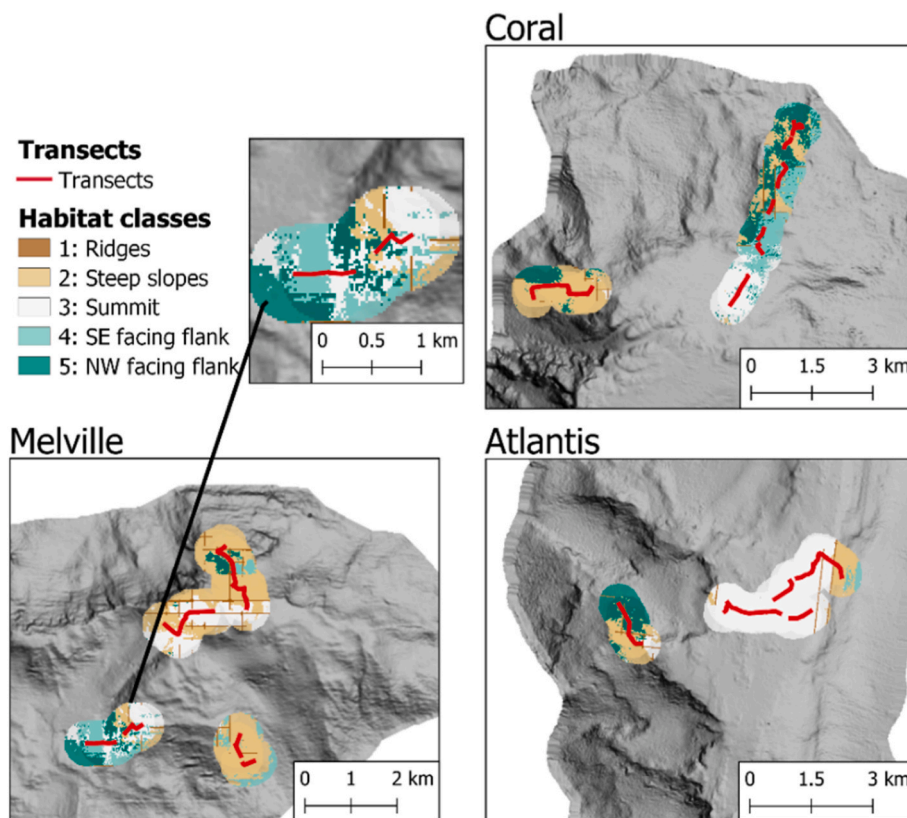 Coral
Transects
Transects
Habitat classes
1: Ridges
2: Steep slopes
3: Summit
4: SE facing flank
5: NW facing flank
0 0.5 1 km
0 1.5 3 km
Melville
Atlantis
0 1 2 km
0 1.5 3 km